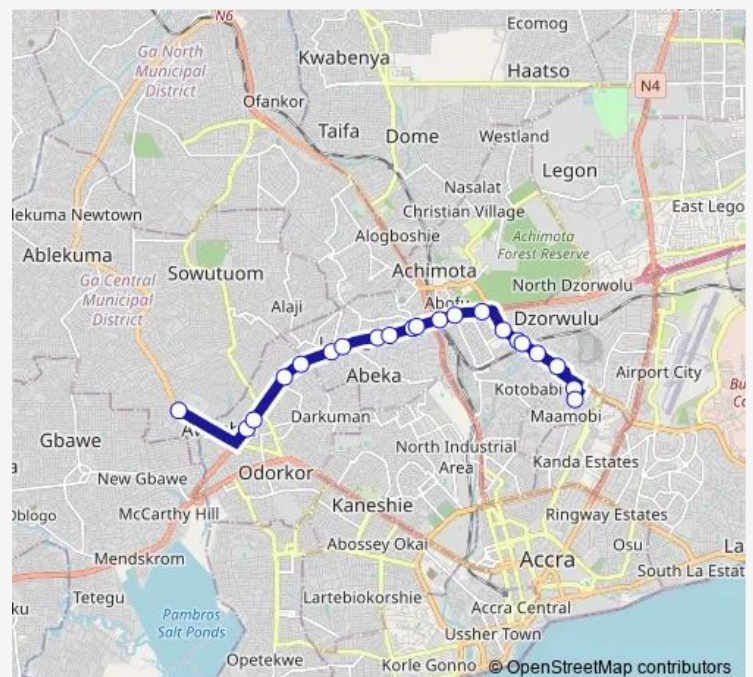 N6
Ecomog
Ga North
Municipal
District
Kwabenya
Haatso
N4
Ofankor
Taifa
Dome
Westland
Legon
Nasalat
Christian Village
East Lego
lekuma Newtown
Alogboshie
Achimota
Forest Reserve
Ablekuma
Sowutuom
Achimota
North Dzorwolu
Ga Central
Municipal
District
Alaji
Abofu
Dzorwulu
Abeka
Airport City
Kotobabi
Darkuman
Maamobi
Gbawe
North Industrial
Area
Kanda Estates
New Gbawe
Odorkor
Oblogo
McCarthy Hill
Kaneshie
Ringway Estates
Abossey Okai
Osu
La
Mendskrom
Accra
South La Estat
ku
Tetegu
Lartebiokorshie
Accra Central
Pambros
Salt Ponds
Ussher Town
Opetekwe
Korle Gonno
© OpenStreetMap contributors